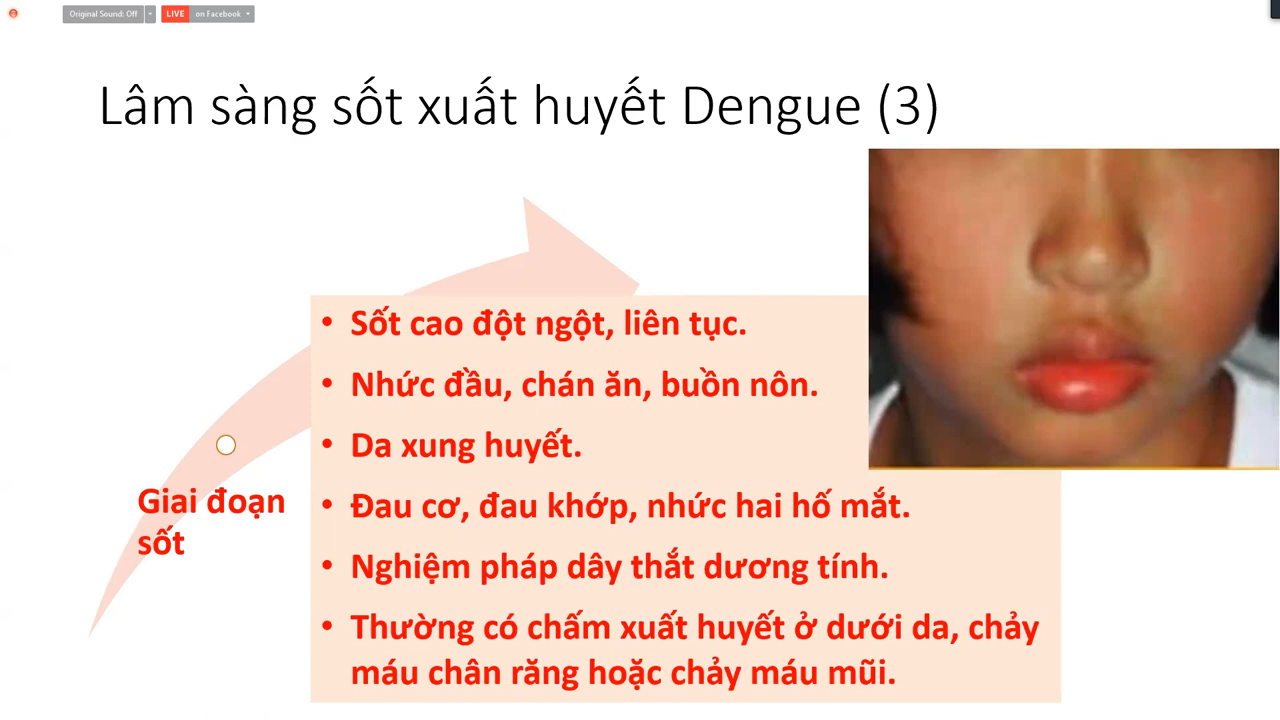 Original Sound: Off
LIVE on Facebook
Lâm sàng sốt xuất huyết Dengue (3)
• Sốt cao đột ngột, liên tục.
• Nhức đầu, chán ăn, buồn nôn.
• Da xung huyết.
Giai đoạn
sốt
• Đau cơ, đau khớp, nhức hai hố mắt.
• Nghiệm pháp dây thắt dương tính.
• Thường có chấm xuất huyết ở dưới da, chảy
máu chân răng hoặc chảy máu mũi.